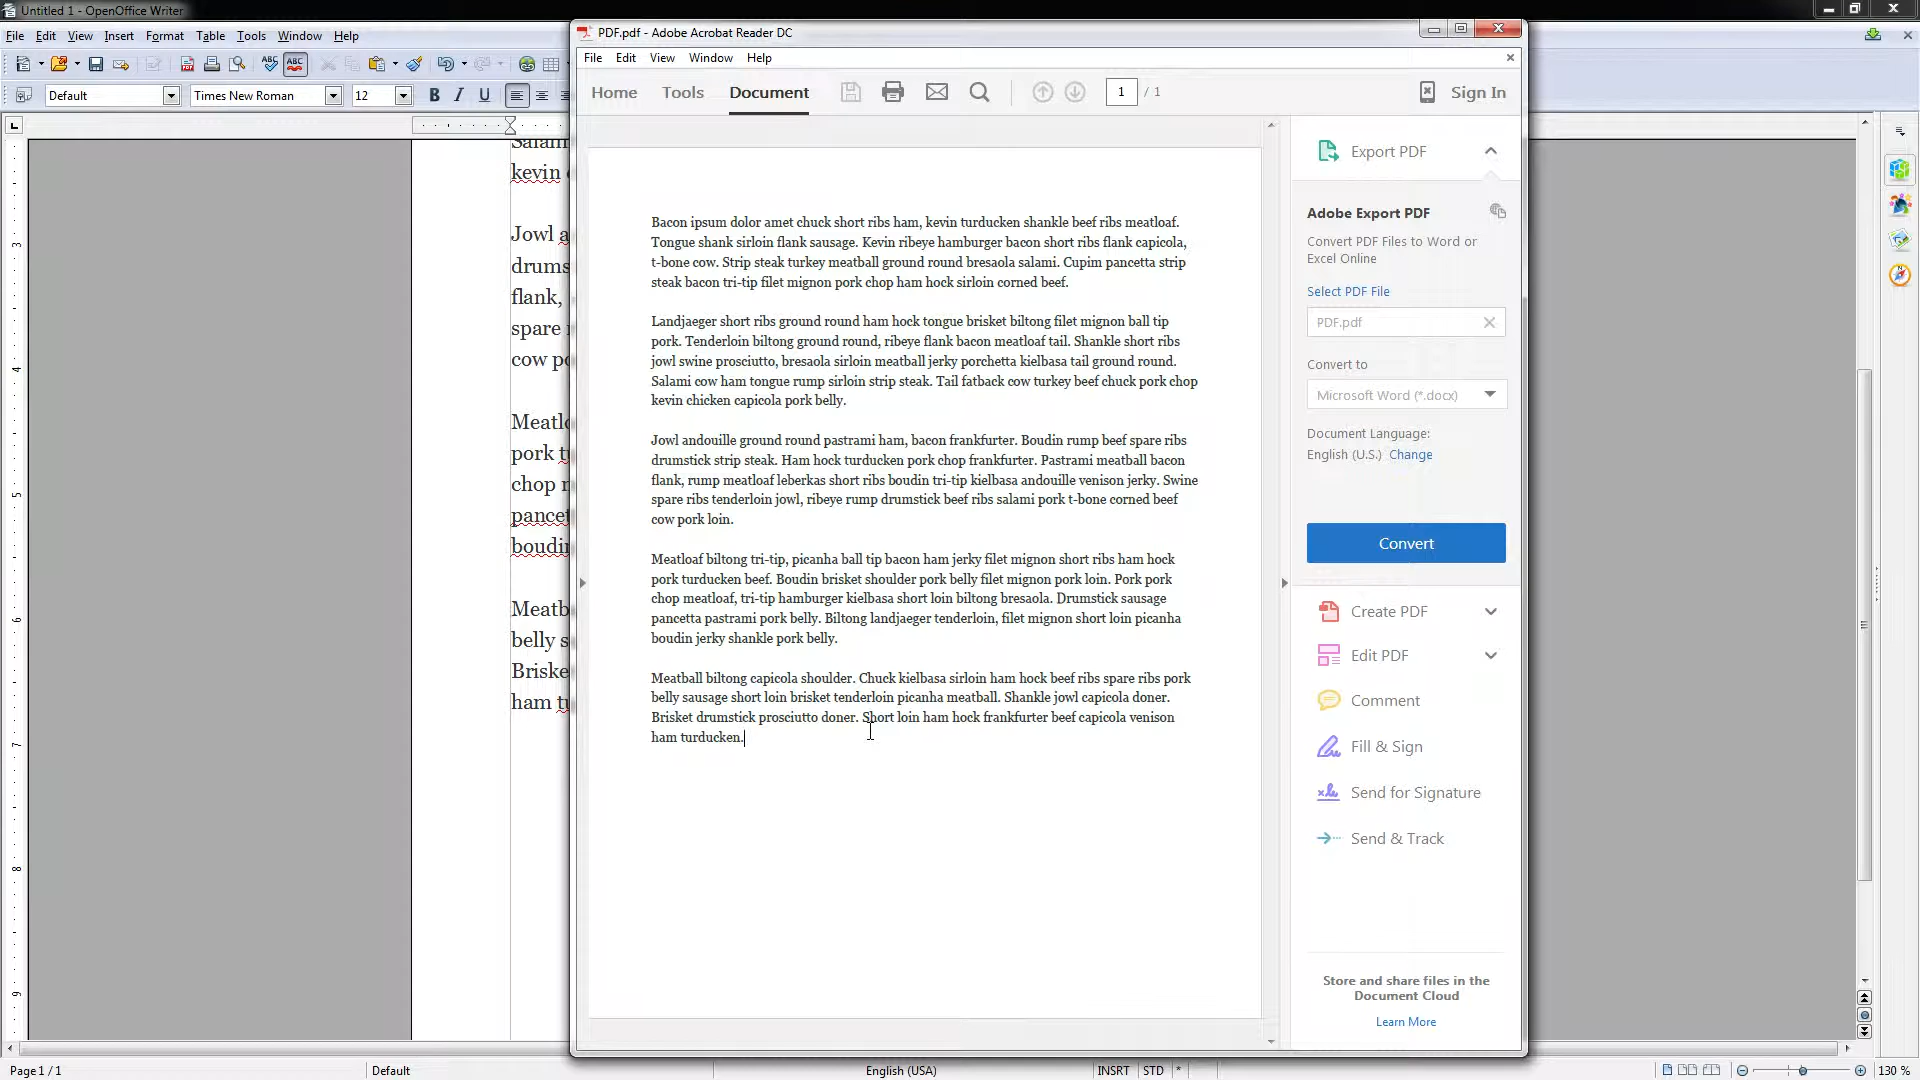 Untitled 1 - OpenOffice Writer
File Edit View Insert Format Table Tools Window Help
Default
Times New Roman
12
B I U
kevin
Jowl
drums
flank,
spare
cow
Meatl
pork
chop
pancet
boudin
Meatb
belly
Briske
ham
3
4
5
6
7
8
9
PDF.pdf - Adobe Acrobat Reader DC
File Edit View Window Help
Home Tools Document 1 / 1 Sign In
Bacon ipsum dolor amet chuck short ribs ham, kevin turducken shankle beef ribs meatloaf.
Tongue shank sirloin flank sausage. Kevin ribeye hamburger bacon short ribs flank capicola,
t-bone cow. Strip steak turkey meatball ground round bresaola salami. Cupim pancetta strip
steak bacon tri-tip filet mignon pork chop ham hock sirloin corned beef.
Landjaeger short ribs ground round ham hock tongue brisket biltong filet mignon ball tip
pork. Tenderloin biltong ground round, ribeye flank bacon meatloaf tail. Shankle short ribs
jowl swine prosciutto, bresaola sirloin meatball jerky porchetta kielbasa tail ground round.
Salami cow ham tongue rump sirloin strip steak. Tail fatback cow turkey beef chuck pork chop
kevin chicken capicola pork belly.
Jowl andouille ground round pastrami ham, bacon frankfurter. Boudin rump beef spare ribs
drumstick strip steak. Ham hock turducken pork chop frankfurter. Pastrami meatball bacon
flank, rump meatloaf leberkas short ribs boudin tri-tip kielbasa andouille venison jerky. Swine
spare ribs tenderloin jowl, ribeye rump drumstick beef ribs salami pork t-bone corned beef
cow pork loin.
Meatloaf biltong tri-tip, picanha ball tip bacon ham jerky filet mignon short ribs ham hock
pork turducken beef. Boudin brisket shoulder pork belly filet mignon pork loin. Pork pork
chop meatloaf, tri-tip hamburger kielbasa short loin biltong bresaola. Drumstick sausage
pancetta pastrami pork belly. Biltong landjaeger tenderloin, filet mignon short loin picanha
boudin jerky shankle pork belly.
Meatball biltong capicola shoulder. Chuck kielbasa sirloin ham hock beef ribs spare ribs pork
belly sausage short loin brisket tenderloin picanha meatball. Shankle jowl capicola doner.
Brisket drumstick prosciutto doner. Short loin ham hock frankfurter beef capicola venison
ham turducken.
Export PDF
Adobe Export PDF
Convert PDF Files to Word or
Excel Online
Select PDF File
PDF.pdf
Convert to
Microsoft Word (*.docx)
Document Language:
English (U.S.) Change
Convert
Create PDF
Edit PDF
Comment
Fill & Sign
Send for Signature
Send & Track
Store and share files in the
Document Cloud
Learn More
Page 1 / 1 Default English (USA) INSRT STD * 130 %